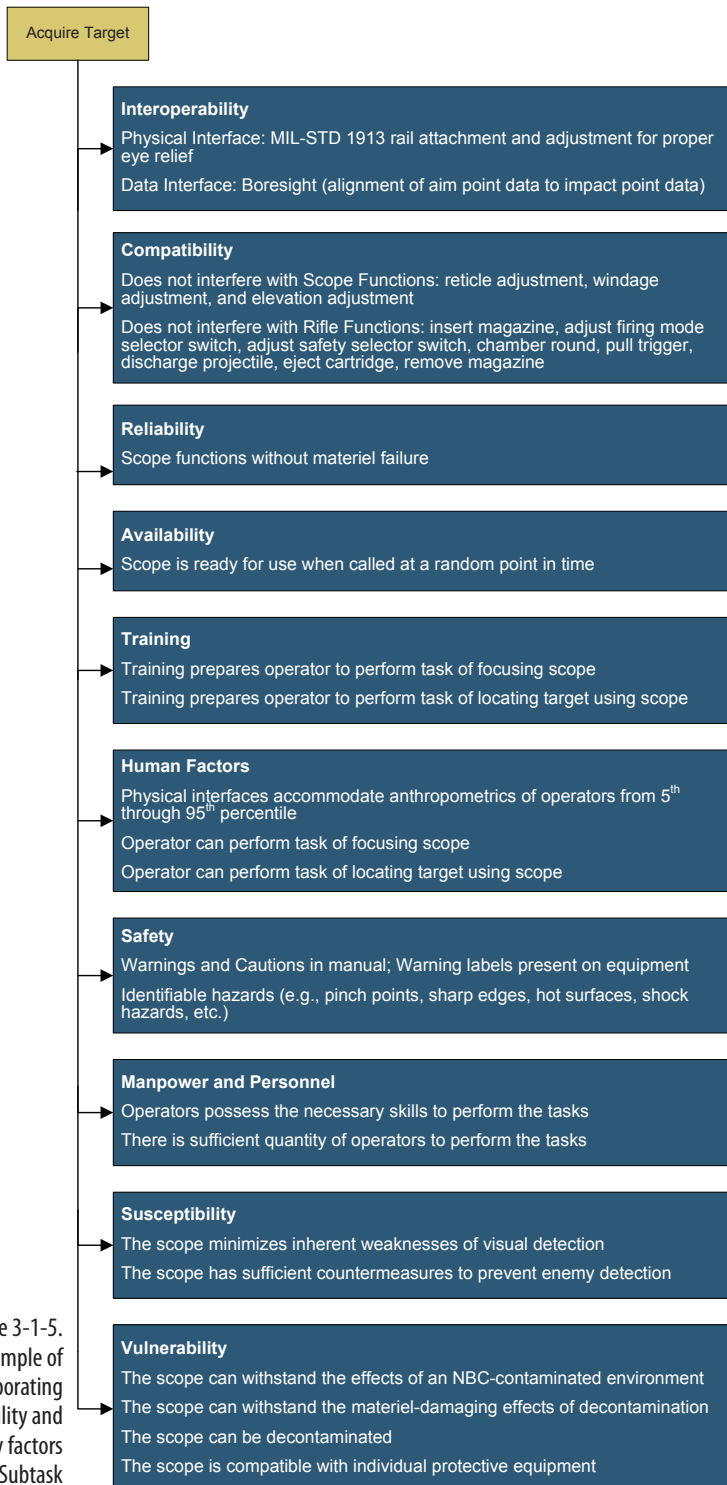 Acquire Target
Interoperability
Physical Interface: MIL-STD 1913 rail attachment and adjustment for proper
eye relief
Data Interface: Boresight (alignment of aim point data to impact point data)
Compatibility
Does not interfere with Scope Functions: reticle adjustment, windage
adjustment, and elevation adjustment
Does not interfere with Rifle Functions: insert magazine, adjust firing mode
selector switch, adjust safety selector switch, chamber round, pull trigger,
discharge projectile, eject cartridge, remove magazine
Reliability
Scope functions without materiel failure
Availability
Scope is ready for use when called at a random point in time
Training
Training prepares operator to perform task of focusing scope
Training prepares operator to perform task of locating target using scope
Human Factors
Physical interfaces accommodate anthropometrics of operators from 5th
through 95th percentile
Operator can perform task of focusing scope
Operator can perform task of locating target using scope
Safety
Warnings and Cautions in manual; Warning labels present on equipment
Identifiable hazards (e.g., pinch points, sharp edges, hot surfaces, shock
hazards, etc.)
Manpower and Personnel
Operators possess the necessary skills to perform the tasks
There is sufficient quantity of operators to perform the tasks
Susceptibility
The scope minimizes inherent weaknesses of visual detection
The scope has sufficient countermeasures to prevent enemy detection
Vulnerability
The scope can withstand the effects of an NBC-contaminated environment
The scope can withstand the materiel-damaging effects of decontamination
The scope can be decontaminated
The scope is compatible with individual protective equipment
3-1-5.
of
and
factors
Subtask